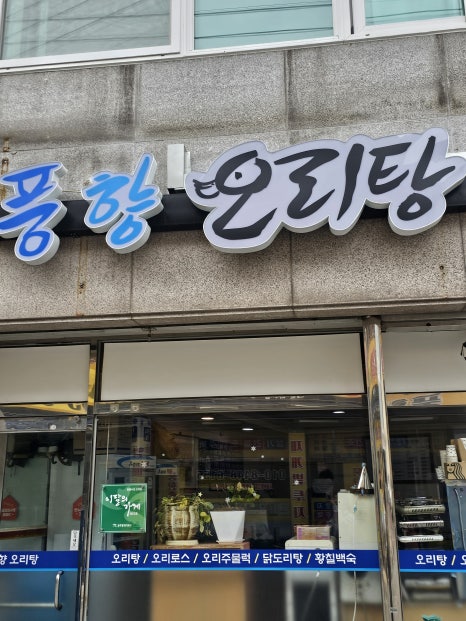 풍향 오리탕
이달의
가게
향 오리탕
오리탕 / 오리로스 / 오리주물럭 / 닭도리탕 / 황칠백숙
오리탕 / 오